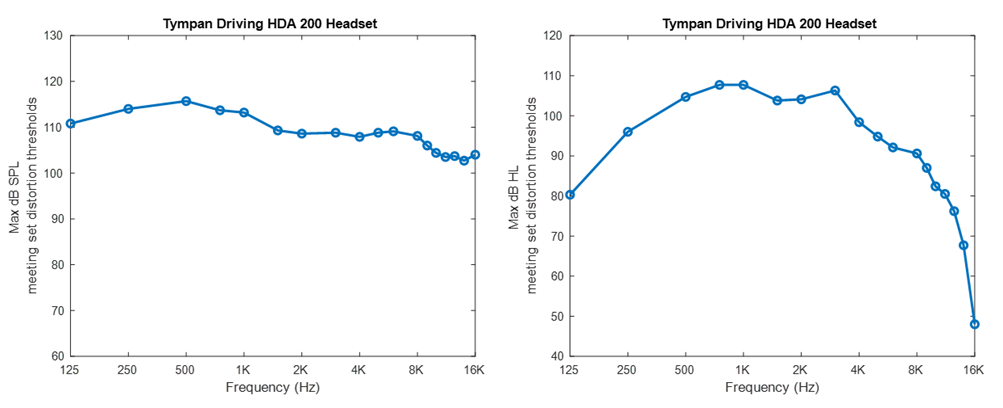 Tympan Driving HDA 200 Headset
Max dB SPL
meeting set distortion thresholds
130
120
110
100
90
80
70
60
125
250
500
1K
2K
4K
8K
16K
Frequency (Hz)
Tympan Driving HDA 200 Headset
Max dB HL
meeting set distortion thresholds
120
110
100
90
80
70
60
50
40
125
250
500
1K
2K
4K
8K
16K
Frequency (Hz)